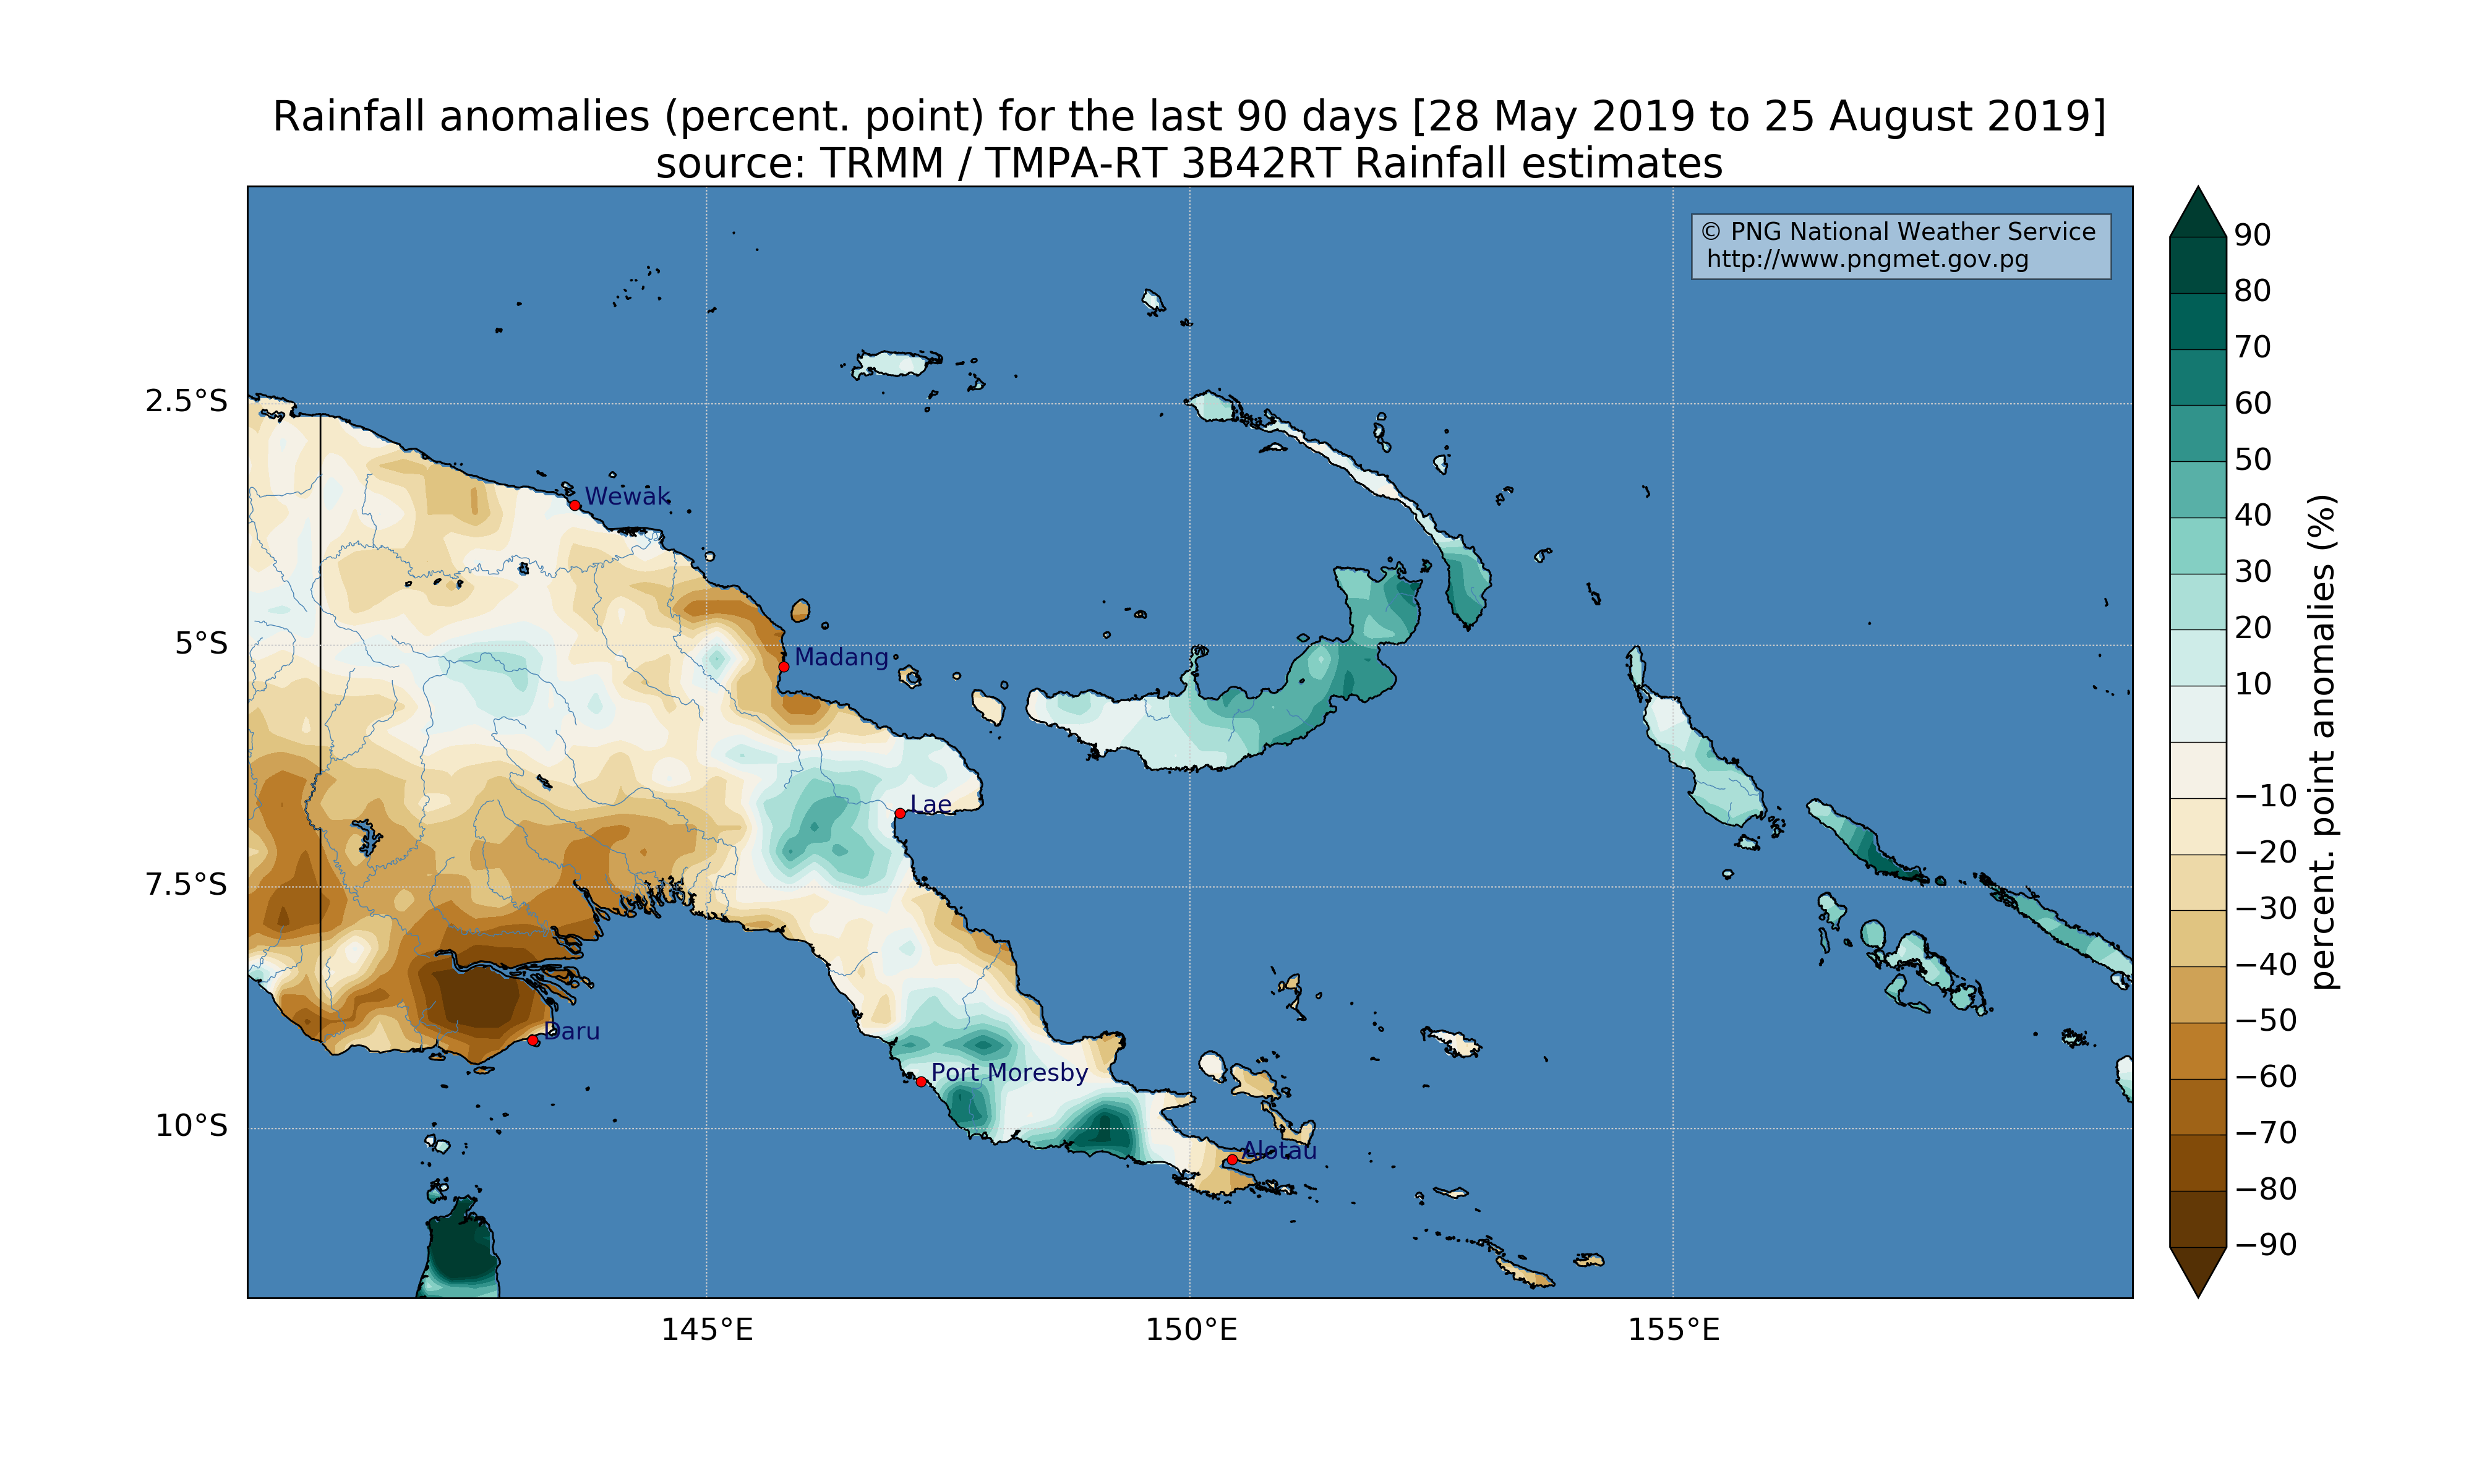 Rainfall anomalies (percent. point) for the last 90 days [28 May 2019 to 25 August 2019]
source: TRMM / TMPA-RT 3B42RT Rainfall estimates
© PNG National Weather Service
http://www.pngmet.gov.pg
2.5°S
5°S
7.5°S
10°S
Wewak
Madang
Lae
Daru
Port Moresby
Alotau
145°E
150°E
155°E
90
80
70
60
50
40
30
20
10
−10
−20
−30
−40
−50
−60
−70
−80
−90
percent. point anomalies (%)